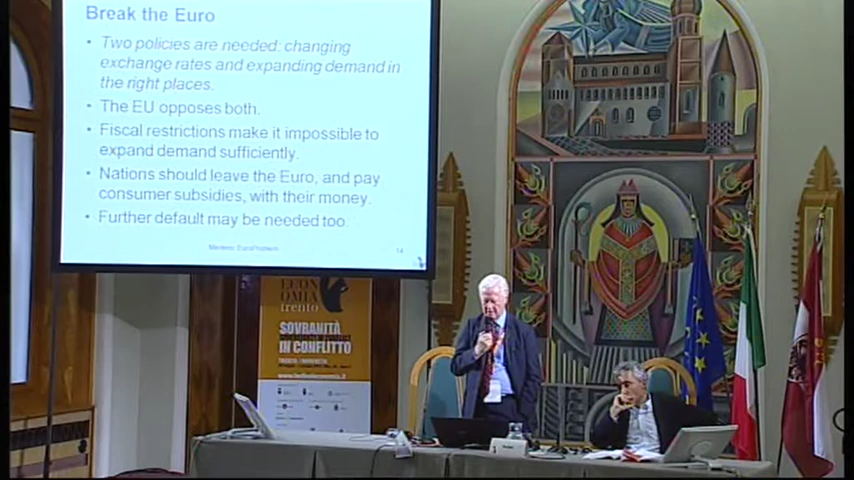 Break the Euro
• Two policies are needed: changing
exchange rates and expanding demand in
the right places.
• The EU opposes both.
• Fiscal restrictions make it impossible to
expand demand sufficiently.
• Nations should leave the Euro, and pay
consumer subsidies, with their money.
• Further default may be needed too.
14
ECON
OMIA
trento
SOVRANITÀ
IN CONFLITTO